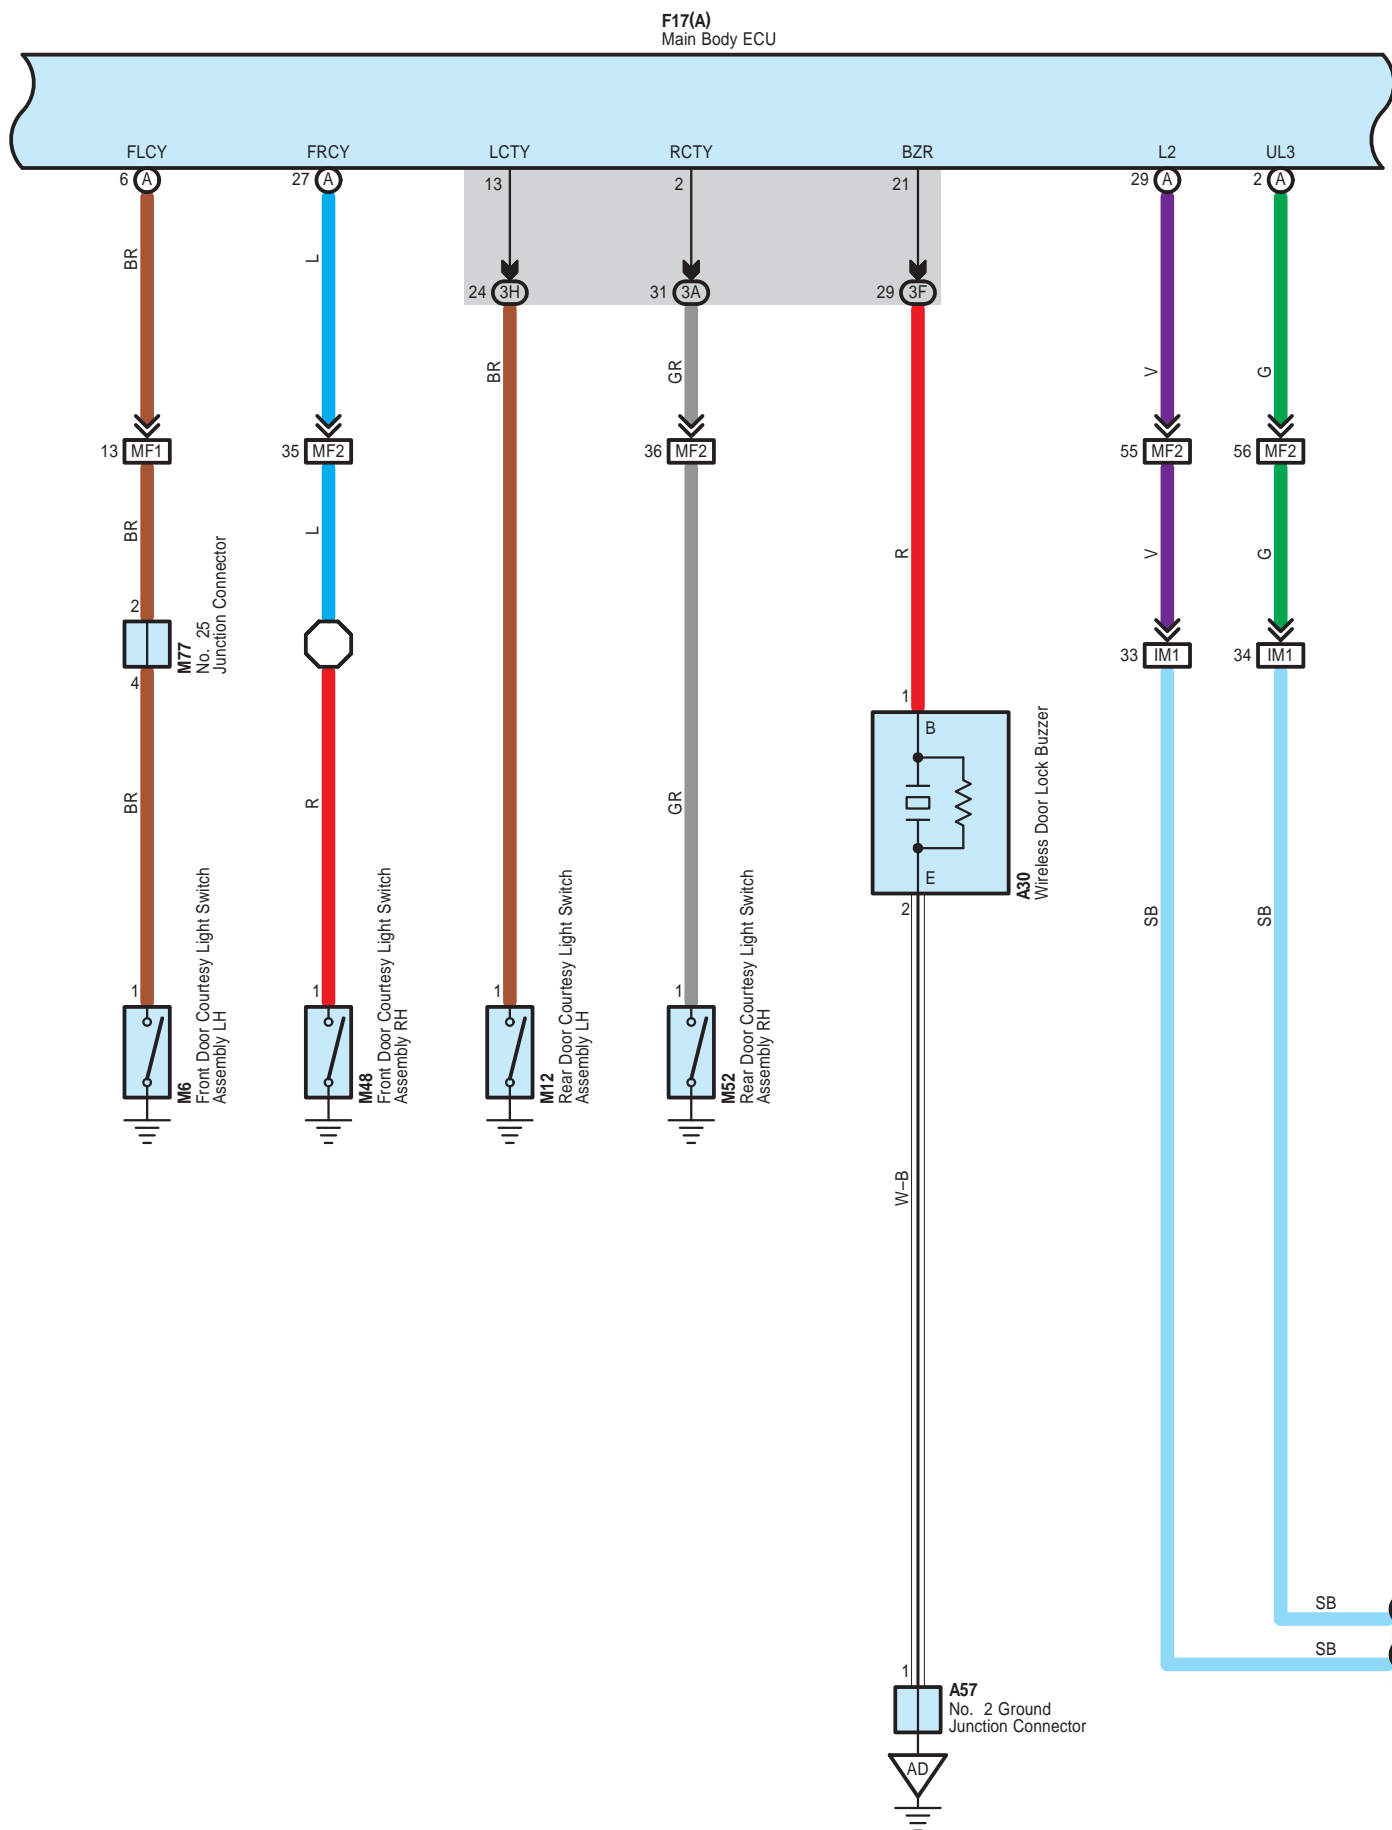 F17(A)
Main Body ECU
FLCY
FRCY
LCTY
RCTY
BZR
L2
UL3
6 A
27 A
13
2
21
29 A
2 A
BR
L
24 3H
31 3A
29 3F
BR
GR
V
G
13 MF1
35 MF2
36 MF2
55 MF2
56 MF2
BR
L
R
V
G
2
M77
No. 25
Junction Connector
4
33 IM1
34 IM1
1
B
E
2
A30
Wireless Door Lock Buzzer
BR
R
GR
SB
SB
1
M6
Front Door Courtesy Light Switch
Assembly LH
1
M48
Front Door Courtesy Light Switch
Assembly RH
1
M12
Rear Door Courtesy Light Switch
Assembly LH
1
M52
Rear Door Courtesy Light Switch
Assembly RH
W–B
SB
SB
1
A57
No. 2 Ground
Junction Connector
AD